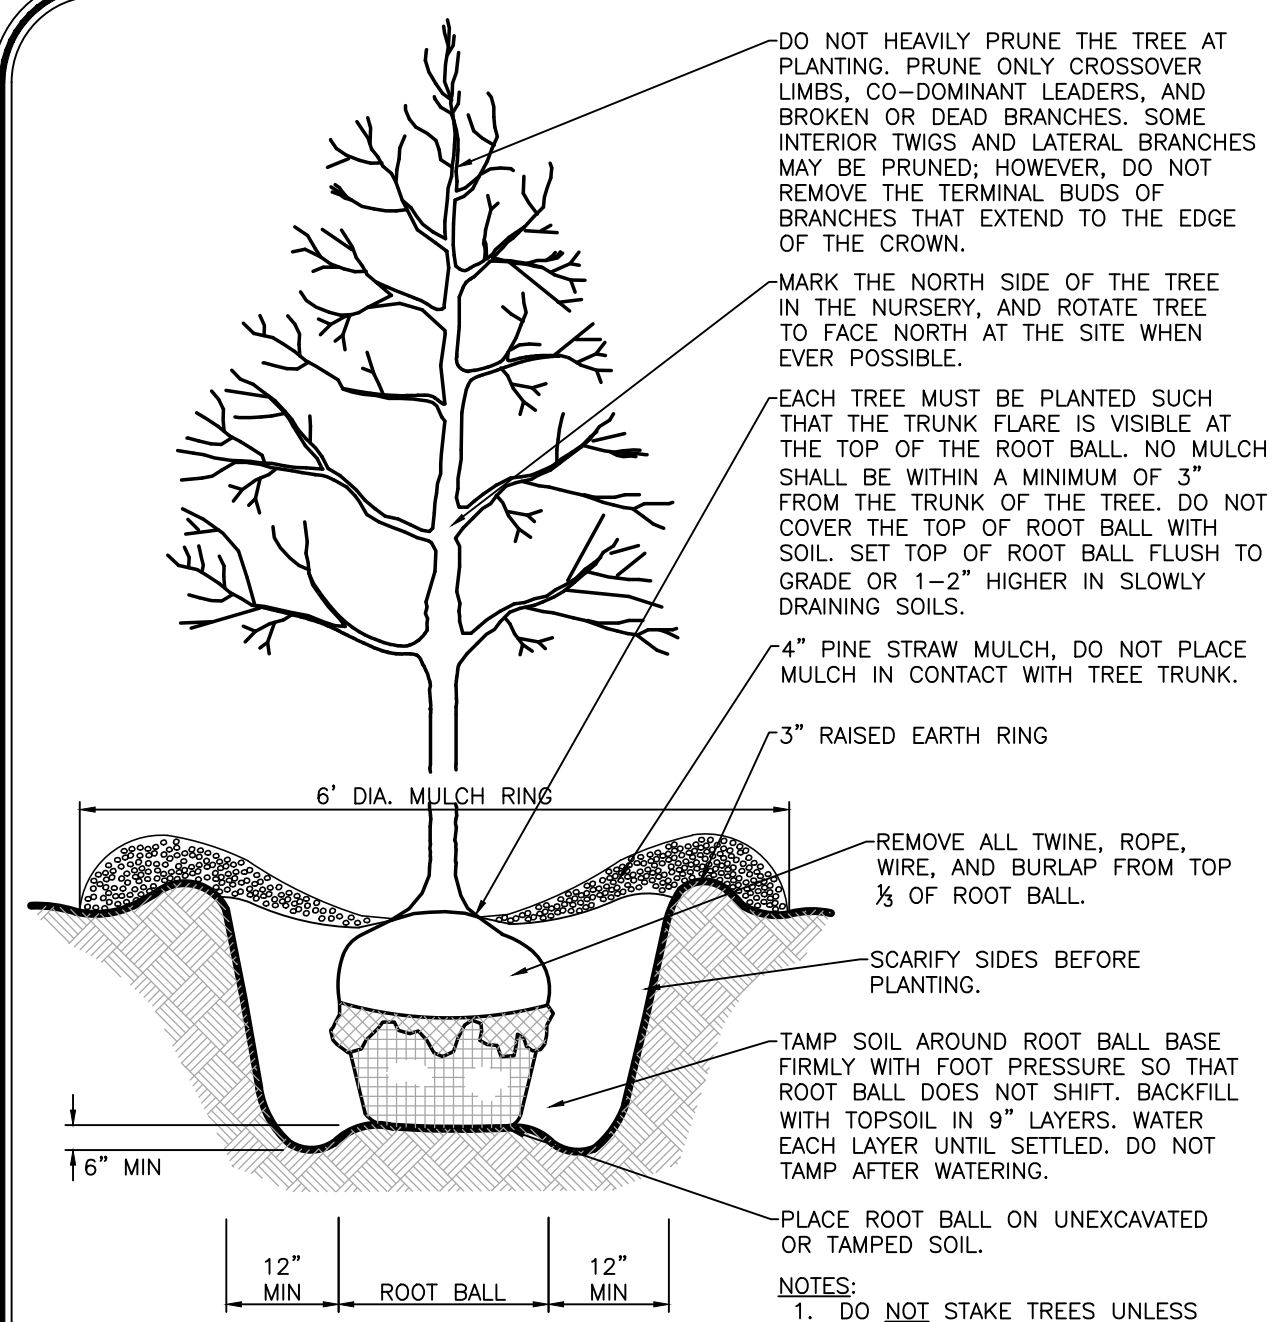 DO NOT HEAVILY PRUNE THE TREE AT
PLANTING. PRUNE ONLY CROSSOVER
LIMBS, CO-DOMINANT LEADERS, AND
BROKEN OR DEAD BRANCHES. SOME
INTERIOR TWIGS AND LATERAL BRANCHES
MAY BE PRUNED; HOWEVER, DO NOT
REMOVE THE TERMINAL BUDS OF
BRANCHES THAT EXTEND TO THE EDGE
OF THE CROWN.
MARK THE NORTH SIDE OF THE TREE
IN THE NURSERY, AND ROTATE TREE
TO FACE NORTH AT THE SITE WHEN
EVER POSSIBLE.
EACH TREE MUST BE PLANTED SUCH
THAT THE TRUNK FLARE IS VISIBLE AT
THE TOP OF THE ROOT BALL. NO MULCH
SHALL BE WITHIN A MINIMUM OF 3”
FROM THE TRUNK OF THE TREE. DO NOT
COVER THE TOP OF ROOT BALL WITH
SOIL. SET TOP OF ROOT BALL FLUSH TO
GRADE OR 1-2” HIGHER IN SLOWLY
DRAINING SOILS.
4” PINE STRAW MULCH, DO NOT PLACE
MULCH IN CONTACT WITH TREE TRUNK.
3” RAISED EARTH RING
6' DIA. MULCH RING
REMOVE ALL TWINE, ROPE,
WIRE, AND BURLAP FROM TOP
⅓ OF ROOT BALL.
SCARIFY SIDES BEFORE
PLANTING.
TAMP SOIL AROUND ROOT BALL BASE
FIRMLY WITH FOOT PRESSURE SO THAT
ROOT BALL DOES NOT SHIFT. BACKFILL
WITH TOPSOIL IN 9” LAYERS. WATER
EACH LAYER UNTIL SETTLED. DO NOT
TAMP AFTER WATERING.
6” MIN
PLACE ROOT BALL ON UNEXCAVATED
OR TAMPED SOIL.
12”
MIN
ROOT BALL
12”
MIN
NOTES:
1. DO NOT STAKE TREES UNLESS